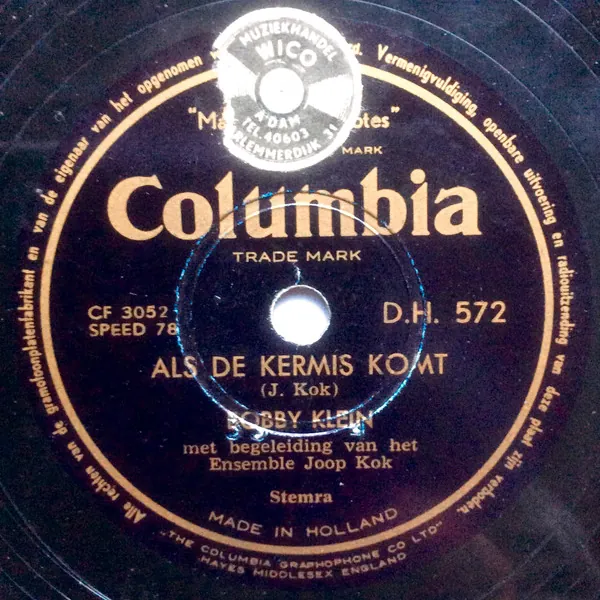 MUZIEKHANDEL
WICO
A'DAM
TEL. 40603
MARK
Columbia
TRADE MARK
CF 3052
SPEED 78
D.H. 572
ALS DE KERMIS KOMT
(J. Kok)
BOBBY KLEIN
met begeleiding van het
Ensemble Joop Kok
Stemra
MADE IN HOLLAND
„THE COLUMBIA GRAPHOPHONE CO LTD"
HAYES MIDDLESEX ENGLAND
Alle rechten van de gramofoonplatenfabrikant en van de eigenaar van het opgenomen
Vermenigvuldiging, openbare uitvoering en radiouitzending van deze plaat zijn verboden.